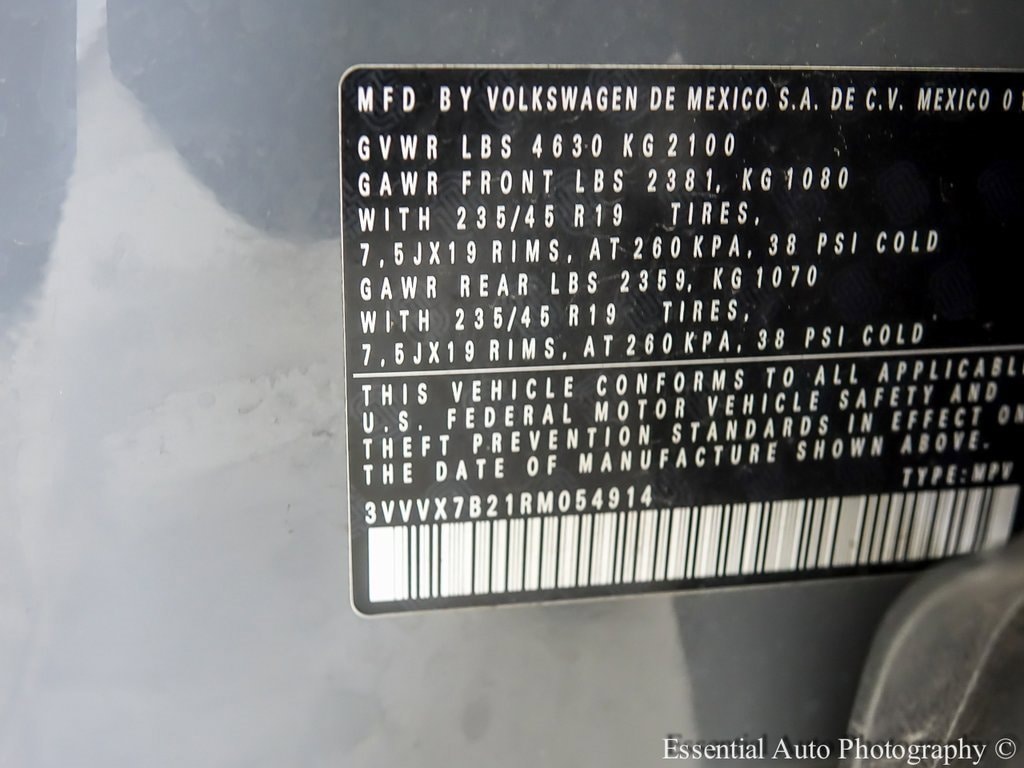 MFD BY VOLKSWAGEN DE MEXICO S.A. DE C.V. MEXICO 0
GVWR LBS 4630 KG 2100
GAWR FRONT LBS 2381, KG 1080
WITH 235/45 R19 TIRES,
7,5JX19 RIMS, AT 260 KPA, 38 PSI COLD
GAWR REAR LBS 2359, KG 1070
WITH 235/45 R19 TIRES,
7,5JX19 RIMS, AT 260 KPA, 38 PSI COLD
THIS VEHICLE CONFORMS TO ALL APPLICABLE
U.S. FEDERAL MOTOR VEHICLE SAFETY AND
THEFT PREVENTION STANDARDS IN EFFECT ON
THE DATE OF MANUFACTURE SHOWN ABOVE.
TYPE:MPV
3VVVX7B21RM054914
Essential Auto Photography ©